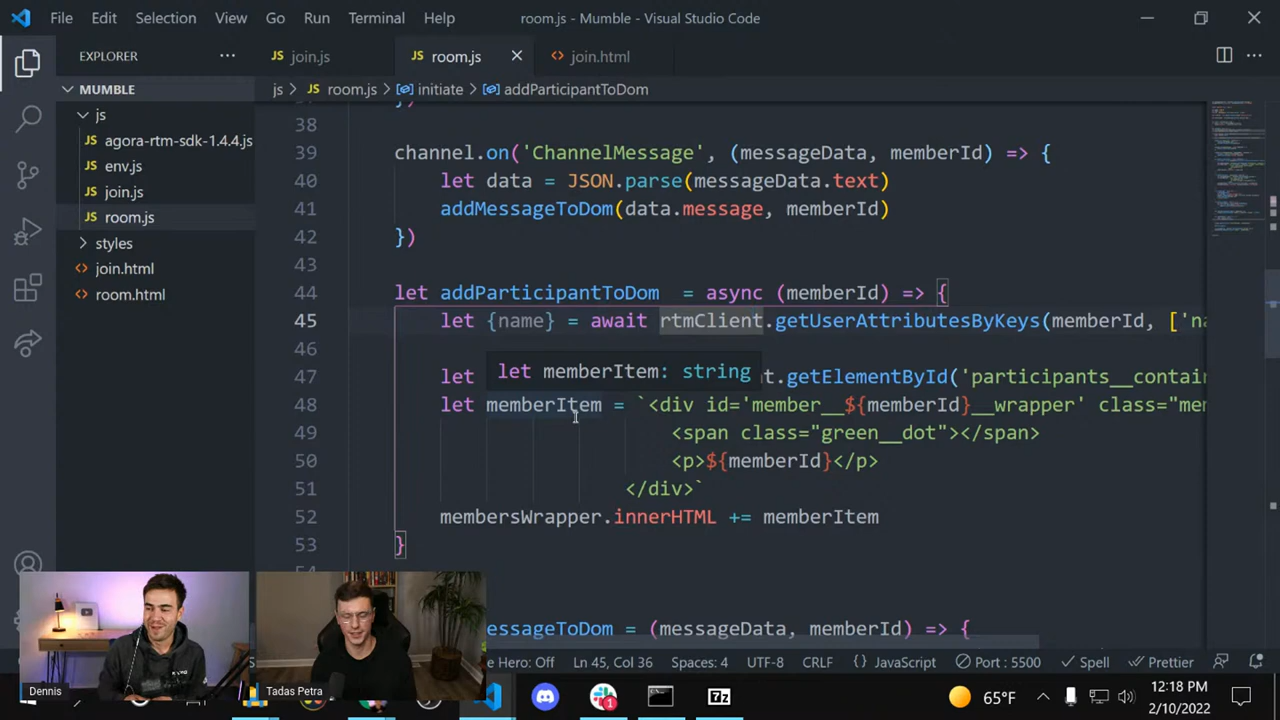 File Edit Selection View Go Run Terminal Help room.js - Mumble - Visual Studio Code
EXPLORER
join.js room.js join.html
MUMBLE
js > room.js > initiate > addParticipantToDom
js
agora-rtm-sdk-1.4.4.js
env.js
join.js
room.js
styles
join.html
room.html
38
39 channel.on('ChannelMessage', (messageData, memberId) => {
40 let data = JSON.parse(messageData.text)
41 addMessageToDom(data.message, memberId)
42 })
43
44 let addParticipantToDom = async (memberId) => {
45 let {name} = await rtmClient.getUserAttributesByKeys(memberId, ['na
46
let memberItem: string
47 let t.getElementById('participants__contain
48 let memberItem = `<div id='member__${memberId}__wrapper' class="mem
49 <span class="green__dot"></span>
50 <p>${memberId}</p>
51 </div>`
52 membersWrapper.innerHTML += memberItem
53 }
essageToDom = (messageData, memberId) => {
Hero: Off Ln 45, Col 36 Spaces: 4 UTF-8 CRLF {} JavaScript Port : 5500 Spell Prettier
Dennis
Tadas Petra
1
7z
65°F
12:18 PM
2/10/2022